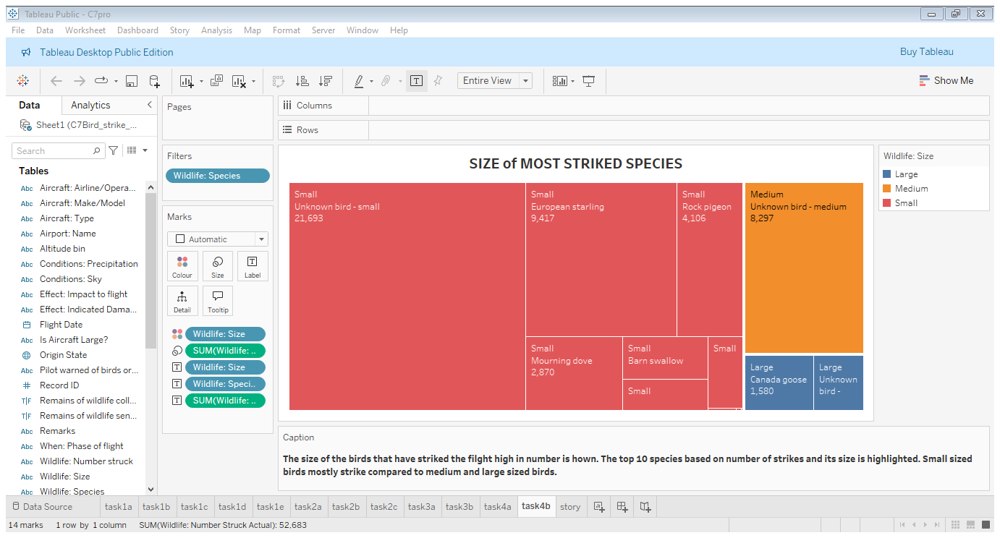 Tableau Public - C7pro
File Data Worksheet Dashboard Story Analysis Map Format Server Window Help
Tableau Desktop Public Edition
Buy Tableau
Entire View
Show Me
Data
Analytics
Sheet1 (C7Bird_strike_...
Search
Tables
Abc Aircraft: Airline/Opera...
Abc Aircraft: Make/Model
Abc Aircraft: Type
Abc Airport: Name
Abc Altitude bin
Abc Conditions: Precipitation
Abc Conditions: Sky
Abc Effect: Impact to flight
Abc Effect: Indicated Dama...
Flight Date
Abc Is Aircraft Large?
Origin State
Abc Pilot warned of birds or...
# Record ID
T|F Remains of wildlife coll...
T|F Remains of wildlife sen...
Abc Remarks
Abc When: Phase of flight
Abc Wildlife: Number struck
Abc Wildlife: Size
Abc Wildlife: Species
Pages
Filters
Wildlife: Species
Marks
Automatic
Colour
Size
Label
Detail
Tooltip
Wildlife: Size
SUM(Wildlife: ..
Wildlife: Size
Wildlife: Speci..
SUM(Wildlife: ..
Columns
Rows
SIZE of MOST STRIKED SPECIES
Small
Unknown bird - small
21,693
Small
European starling
9,417
Small
Rock pigeon
4,106
Small
Mourning dove
2,870
Small
Barn swallow
Small
Small
Medium
Unknown bird - medium
8,297
Large
Canada goose
1,580
Large
Unknown
bird -
Wildlife: Size
Large
Medium
Small
Caption
The size of the birds that have striked the filght high in number is hown. The top 10 species based on number of strikes and its size is highlighted. Small sized
birds mostly strike compared to medium and large sized birds.
Data Source task1a task1b task1c task1d task1e task2a task2b task2c task3a task3b task4a task4b story
14 marks 1 row by 1 column SUM(Wildlife: Number Struck Actual): 52,683